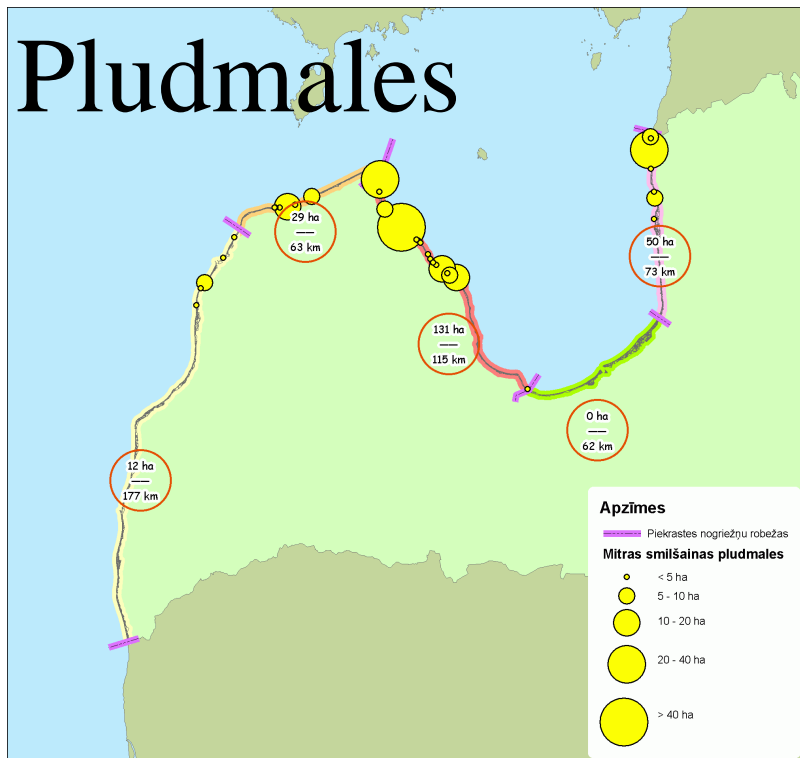 Pludmales
29 ha
63 km
50 ha
73 km
131 ha
115 km
0 ha
62 km
12 ha
177 km
Apzīmes
Piekrastes nogriežņu robežas
Mitras smilšainas pludmales
< 5 ha
5 - 10 ha
10 - 20 ha
20 - 40 ha
> 40 ha